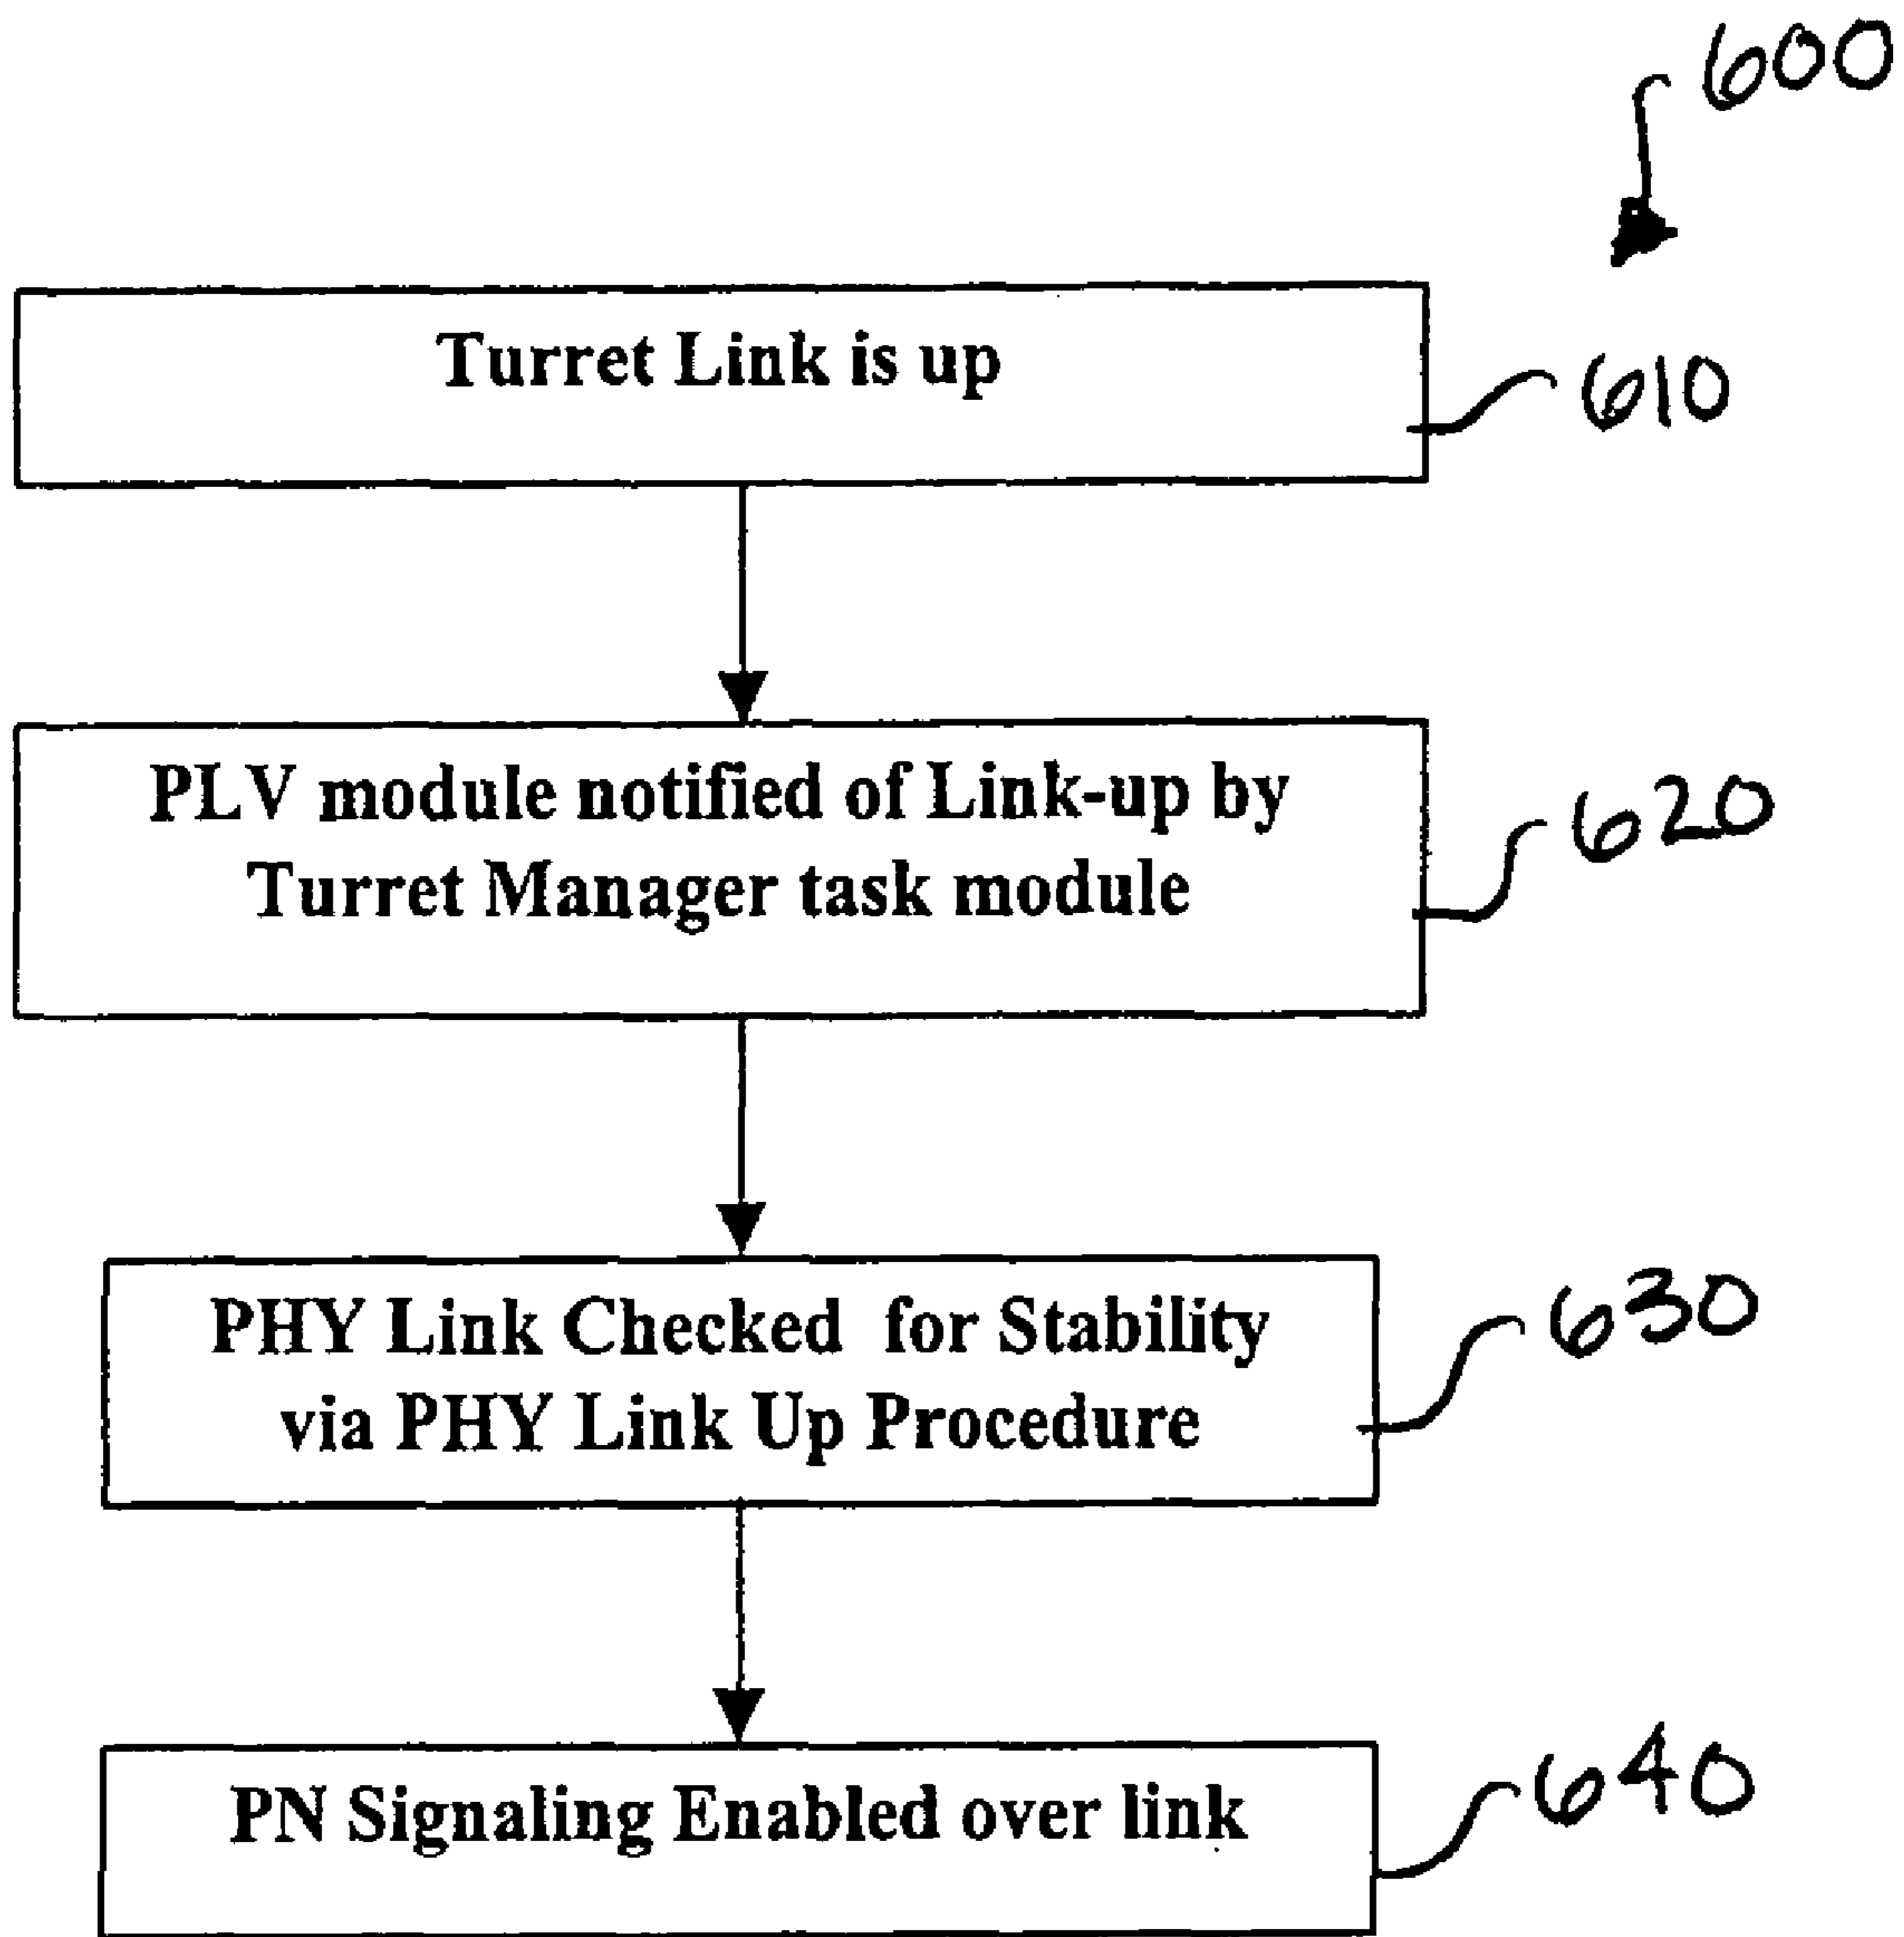 600
Turret Link is up
610
PLV module notified of Link-up by
Turret Manager task module
620
PHY Link Checked for Stability
via PHY Link Up Procedure
630
PN Signaling Enabled over link
640